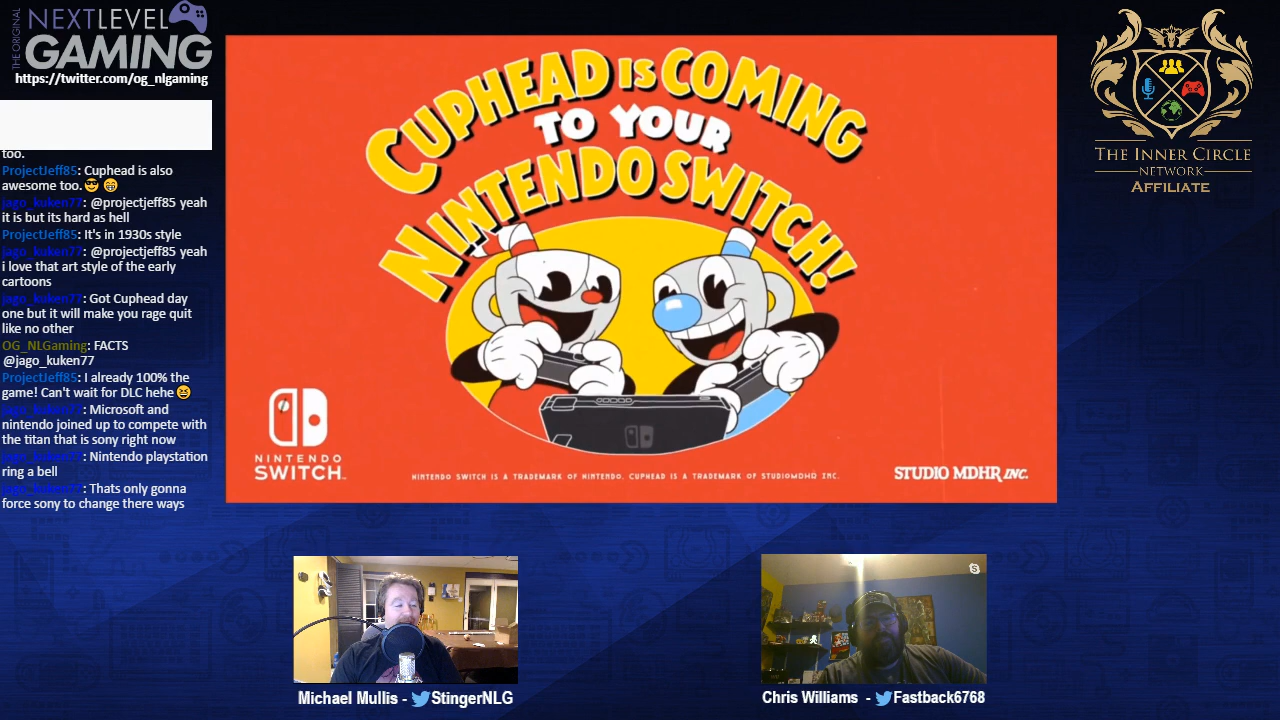 THE ORIGINAL
NEXTLEVEL
GAMING
https://twitter.com/og_nlgaming
too.
ProjectJeff85: Cuphead is also
awesome too.😎 😁
jago_kuken77: @projectjeff85 yeah
it is but its hard as hell
ProjectJeff85: It's in 1930s style
jago_kuken77: @projectjeff85 yeah
i love that art style of the early
cartoons
jago_kuken77: Got Cuphead day
one but it will make you rage quit
like no other
OG_NLGaming: FACTS
@jago_kuken77
ProjectJeff85: I already 100% the
game! Can't wait for DLC hehe😆
jago_kuken77: Microsoft and
nintendo joined up to compete with
the titan that is sony right now
jago_kuken77: Nintendo playstation
ring a bell
jago_kuken77: Thats only gonna
force sony to change there ways
CUPHEAD IS COMING
TO YOUR
NINTENDO SWITCH!
NINTENDO
SWITCH™
NINTENDO SWITCH IS A TRADEMARK OF NINTENDO. CUPHEAD IS A TRADEMARK OF STUDIOMDHR INC.
STUDIO MDHR INC.
THE INNER CIRCLE
NETWORK
AFFILIATE
Michael Mullis - StingerNLG
Chris Williams - Fastback6768